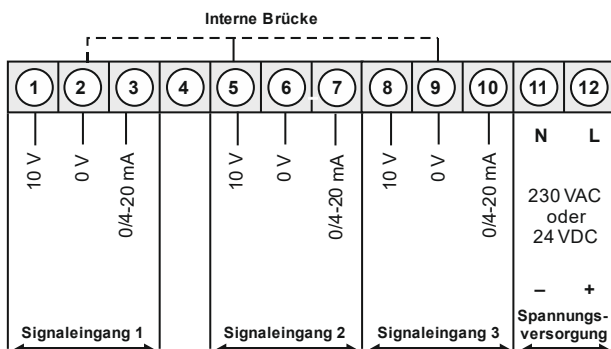 Interne Brücke
1 2 3 4 5 6 7 8 9 10 11 12
10 V
0 V
0/4-20 mA
10 V
0 V
0/4-20 mA
10 V
0 V
0/4-20 mA
N L
230 VAC
oder
24 VDC
– +
Signaleingang 1
Signaleingang 2
Signaleingang 3
Spannungs-
versorgung